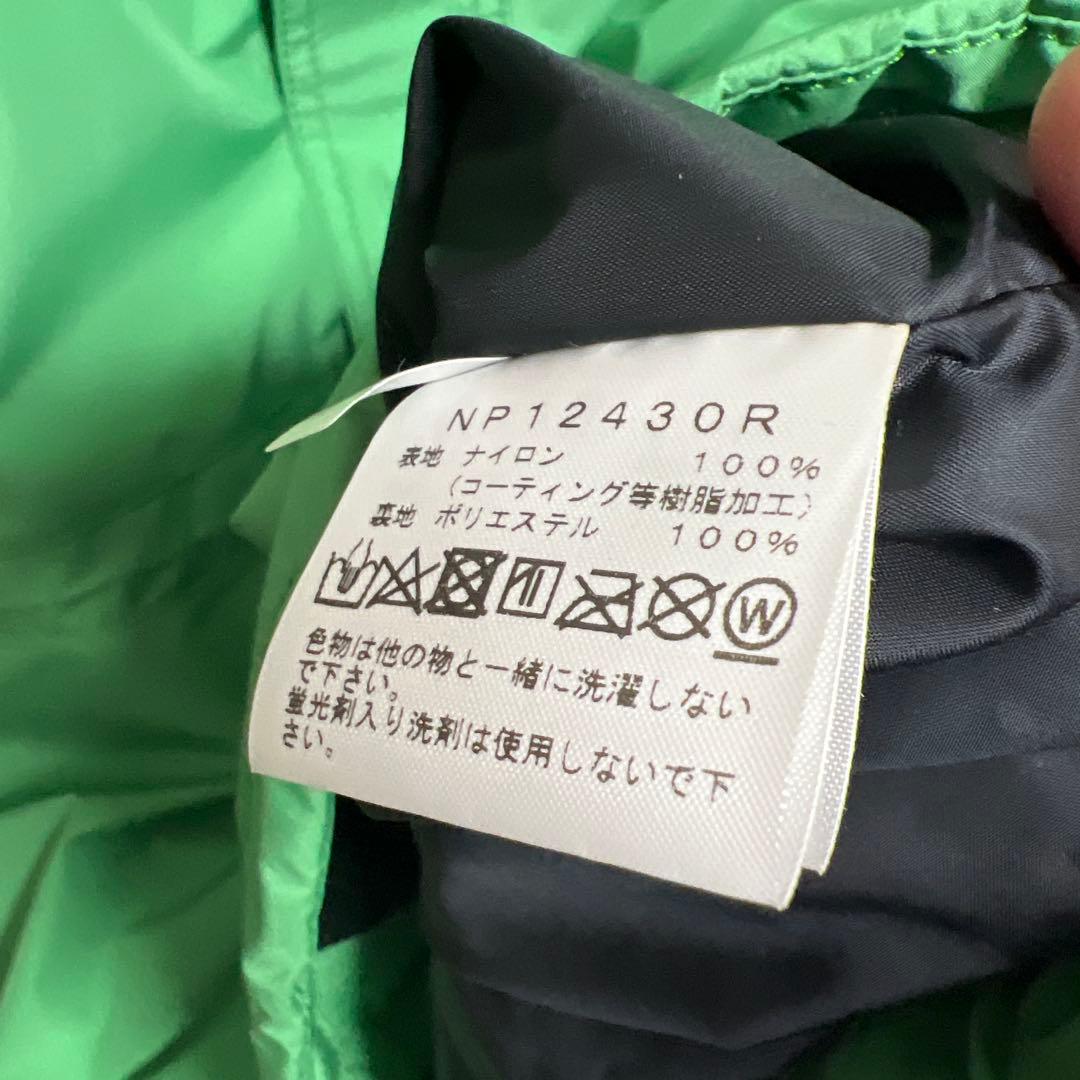 NP12430R
表地 ナイロン 100%
(コーティング等樹脂加工)
裏地 ポリエステル 100%
W
色物は他の物と一緒に洗濯しない
で下さい。
蛍光剤入り洗剤は使用しないで下
さい。